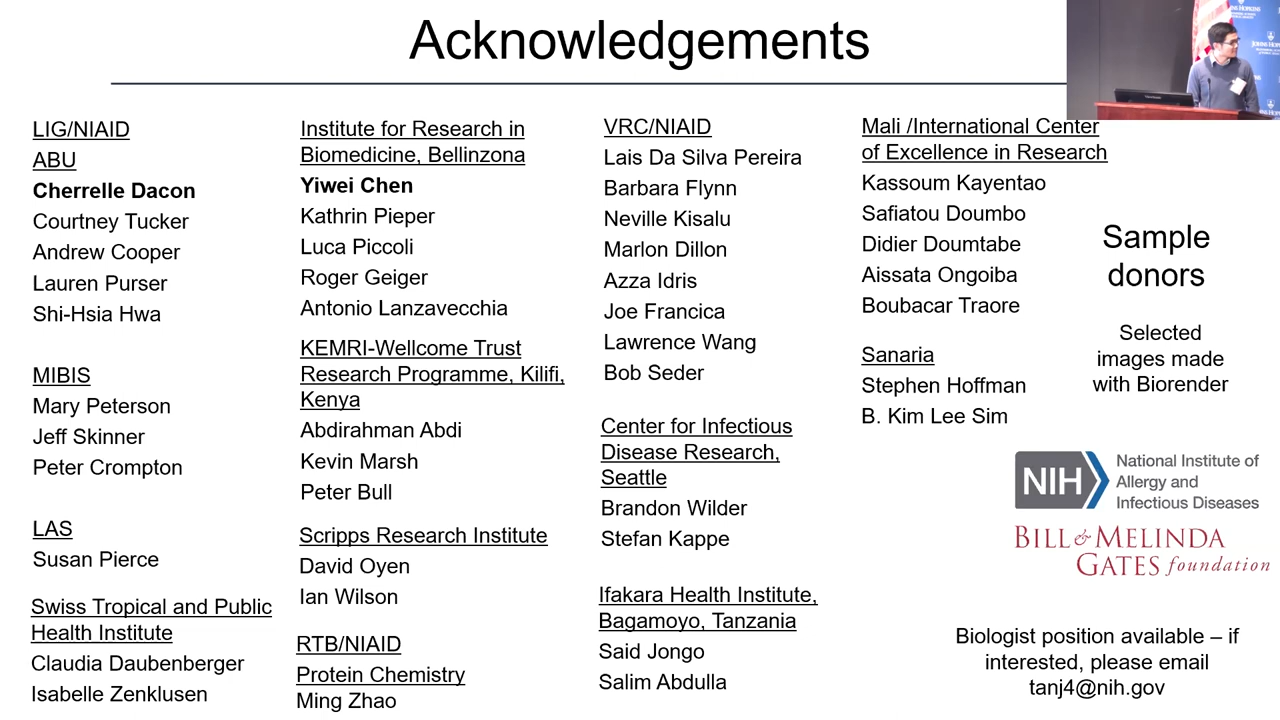 Acknowledgements
LIG/NIAID
ABU
Cherrelle Dacon
Courtney Tucker
Andrew Cooper
Lauren Purser
Shi-Hsia Hwa
MIBIS
Mary Peterson
Jeff Skinner
Peter Crompton
LAS
Susan Pierce
Swiss Tropical and Public
Health Institute
Claudia Daubenberger
Isabelle Zenklusen
Institute for Research in
Biomedicine, Bellinzona
Yiwei Chen
Kathrin Pieper
Luca Piccoli
Roger Geiger
Antonio Lanzavecchia
KEMRI-Wellcome Trust
Research Programme, Kilifi,
Kenya
Abdirahman Abdi
Kevin Marsh
Peter Bull
Scripps Research Institute
David Oyen
Ian Wilson
RTB/NIAID
Protein Chemistry
Ming Zhao
VRC/NIAID
Lais Da Silva Pereira
Barbara Flynn
Neville Kisalu
Marlon Dillon
Azza Idris
Joe Francica
Lawrence Wang
Bob Seder
Center for Infectious
Disease Research,
Seattle
Brandon Wilder
Stefan Kappe
Ifakara Health Institute,
Bagamoyo, Tanzania
Said Jongo
Salim Abdulla
Mali /International Center
of Excellence in Research
Kassoum Kayentao
Safiatou Doumbo
Didier Doumtabe
Aissata Ongoiba
Boubacar Traore
Sanaria
Stephen Hoffman
B. Kim Lee Sim
Sample
donors
Selected
images made
with Biorender
NIH
National Institute of
Allergy and
Infectious Diseases
BILL & MELINDA
GATES foundation
Biologist position available – if
interested, please email
tanj4@nih.gov